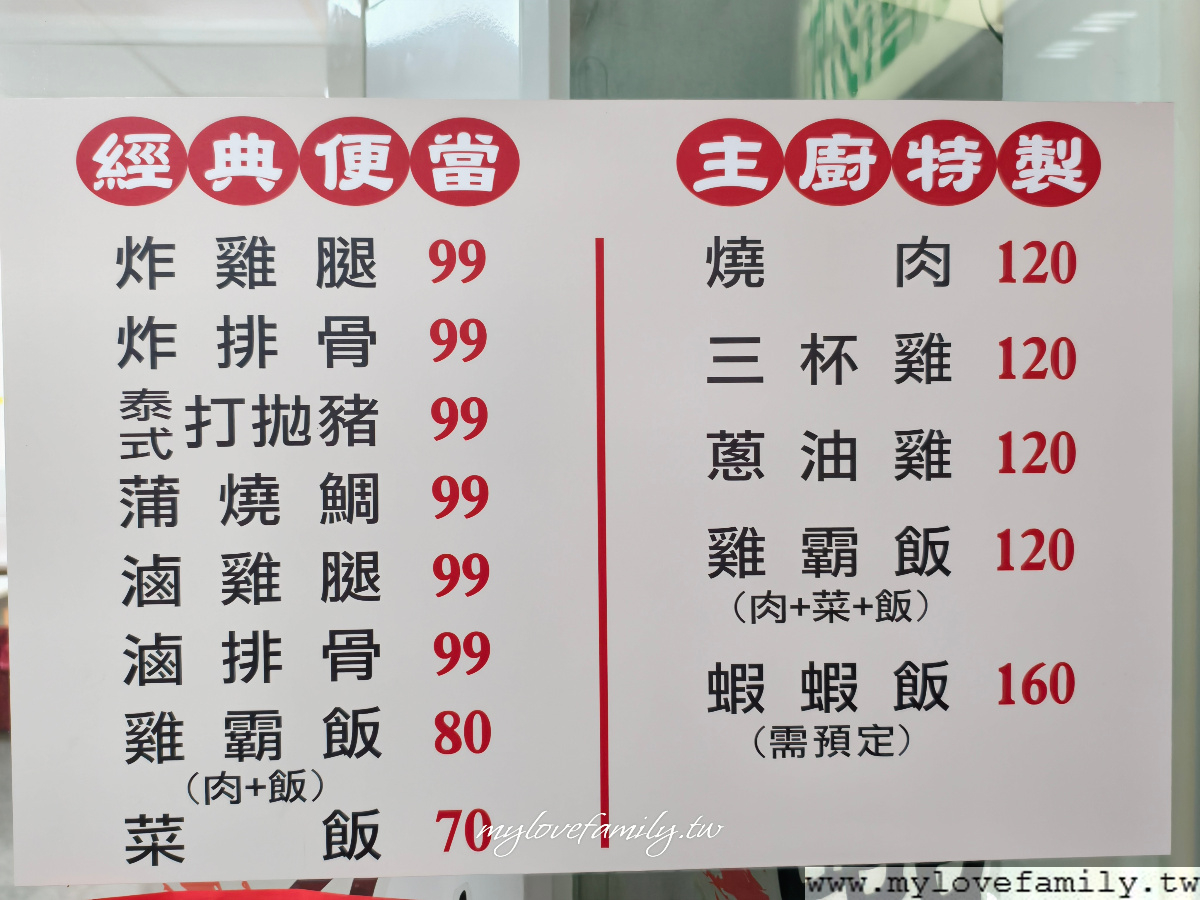 經典便當
炸雞腿 99
炸排骨 99
泰式打拋豬 99
蒲燒鯛 99
滷雞腿 99
滷排骨 99
雞霸飯 80
（肉+飯）
菜飯 70
主廚特製
燒肉 120
三杯雞 120
蔥油雞 120
雞霸飯 120
（肉+菜+飯）
蝦蝦飯 160
（需預定）
mylovefamily.tw
www.mylovefamily.tw